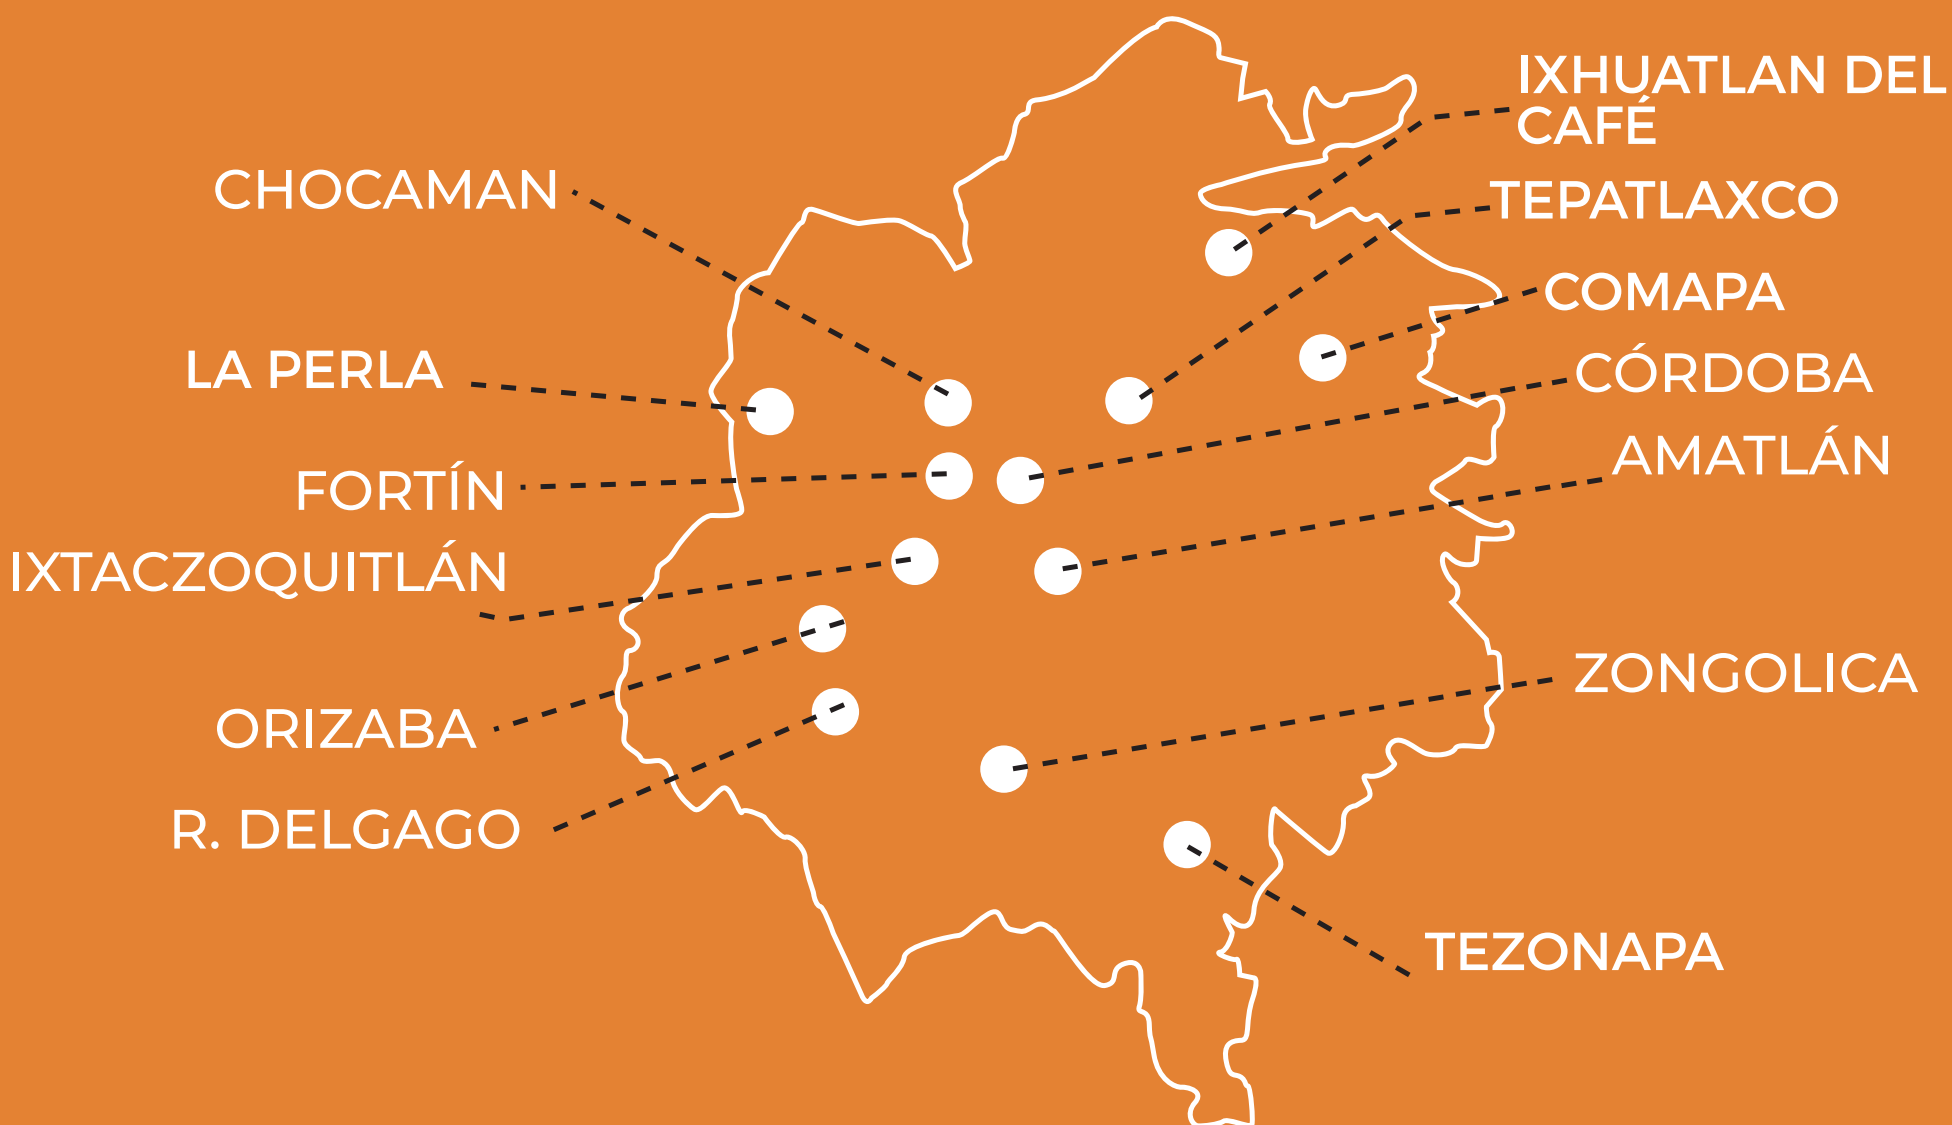 IXHUATLAN DEL
CAFÉ
CHOCAMAN
TEPATLAXCO
COMAPA
LA PERLA
CÓRDOBA
AMATLÁN
FORTÍN
IXTACZOQUITLÁN
ZONGOLICA
ORIZABA
R. DELGAGO
TEZONAPA